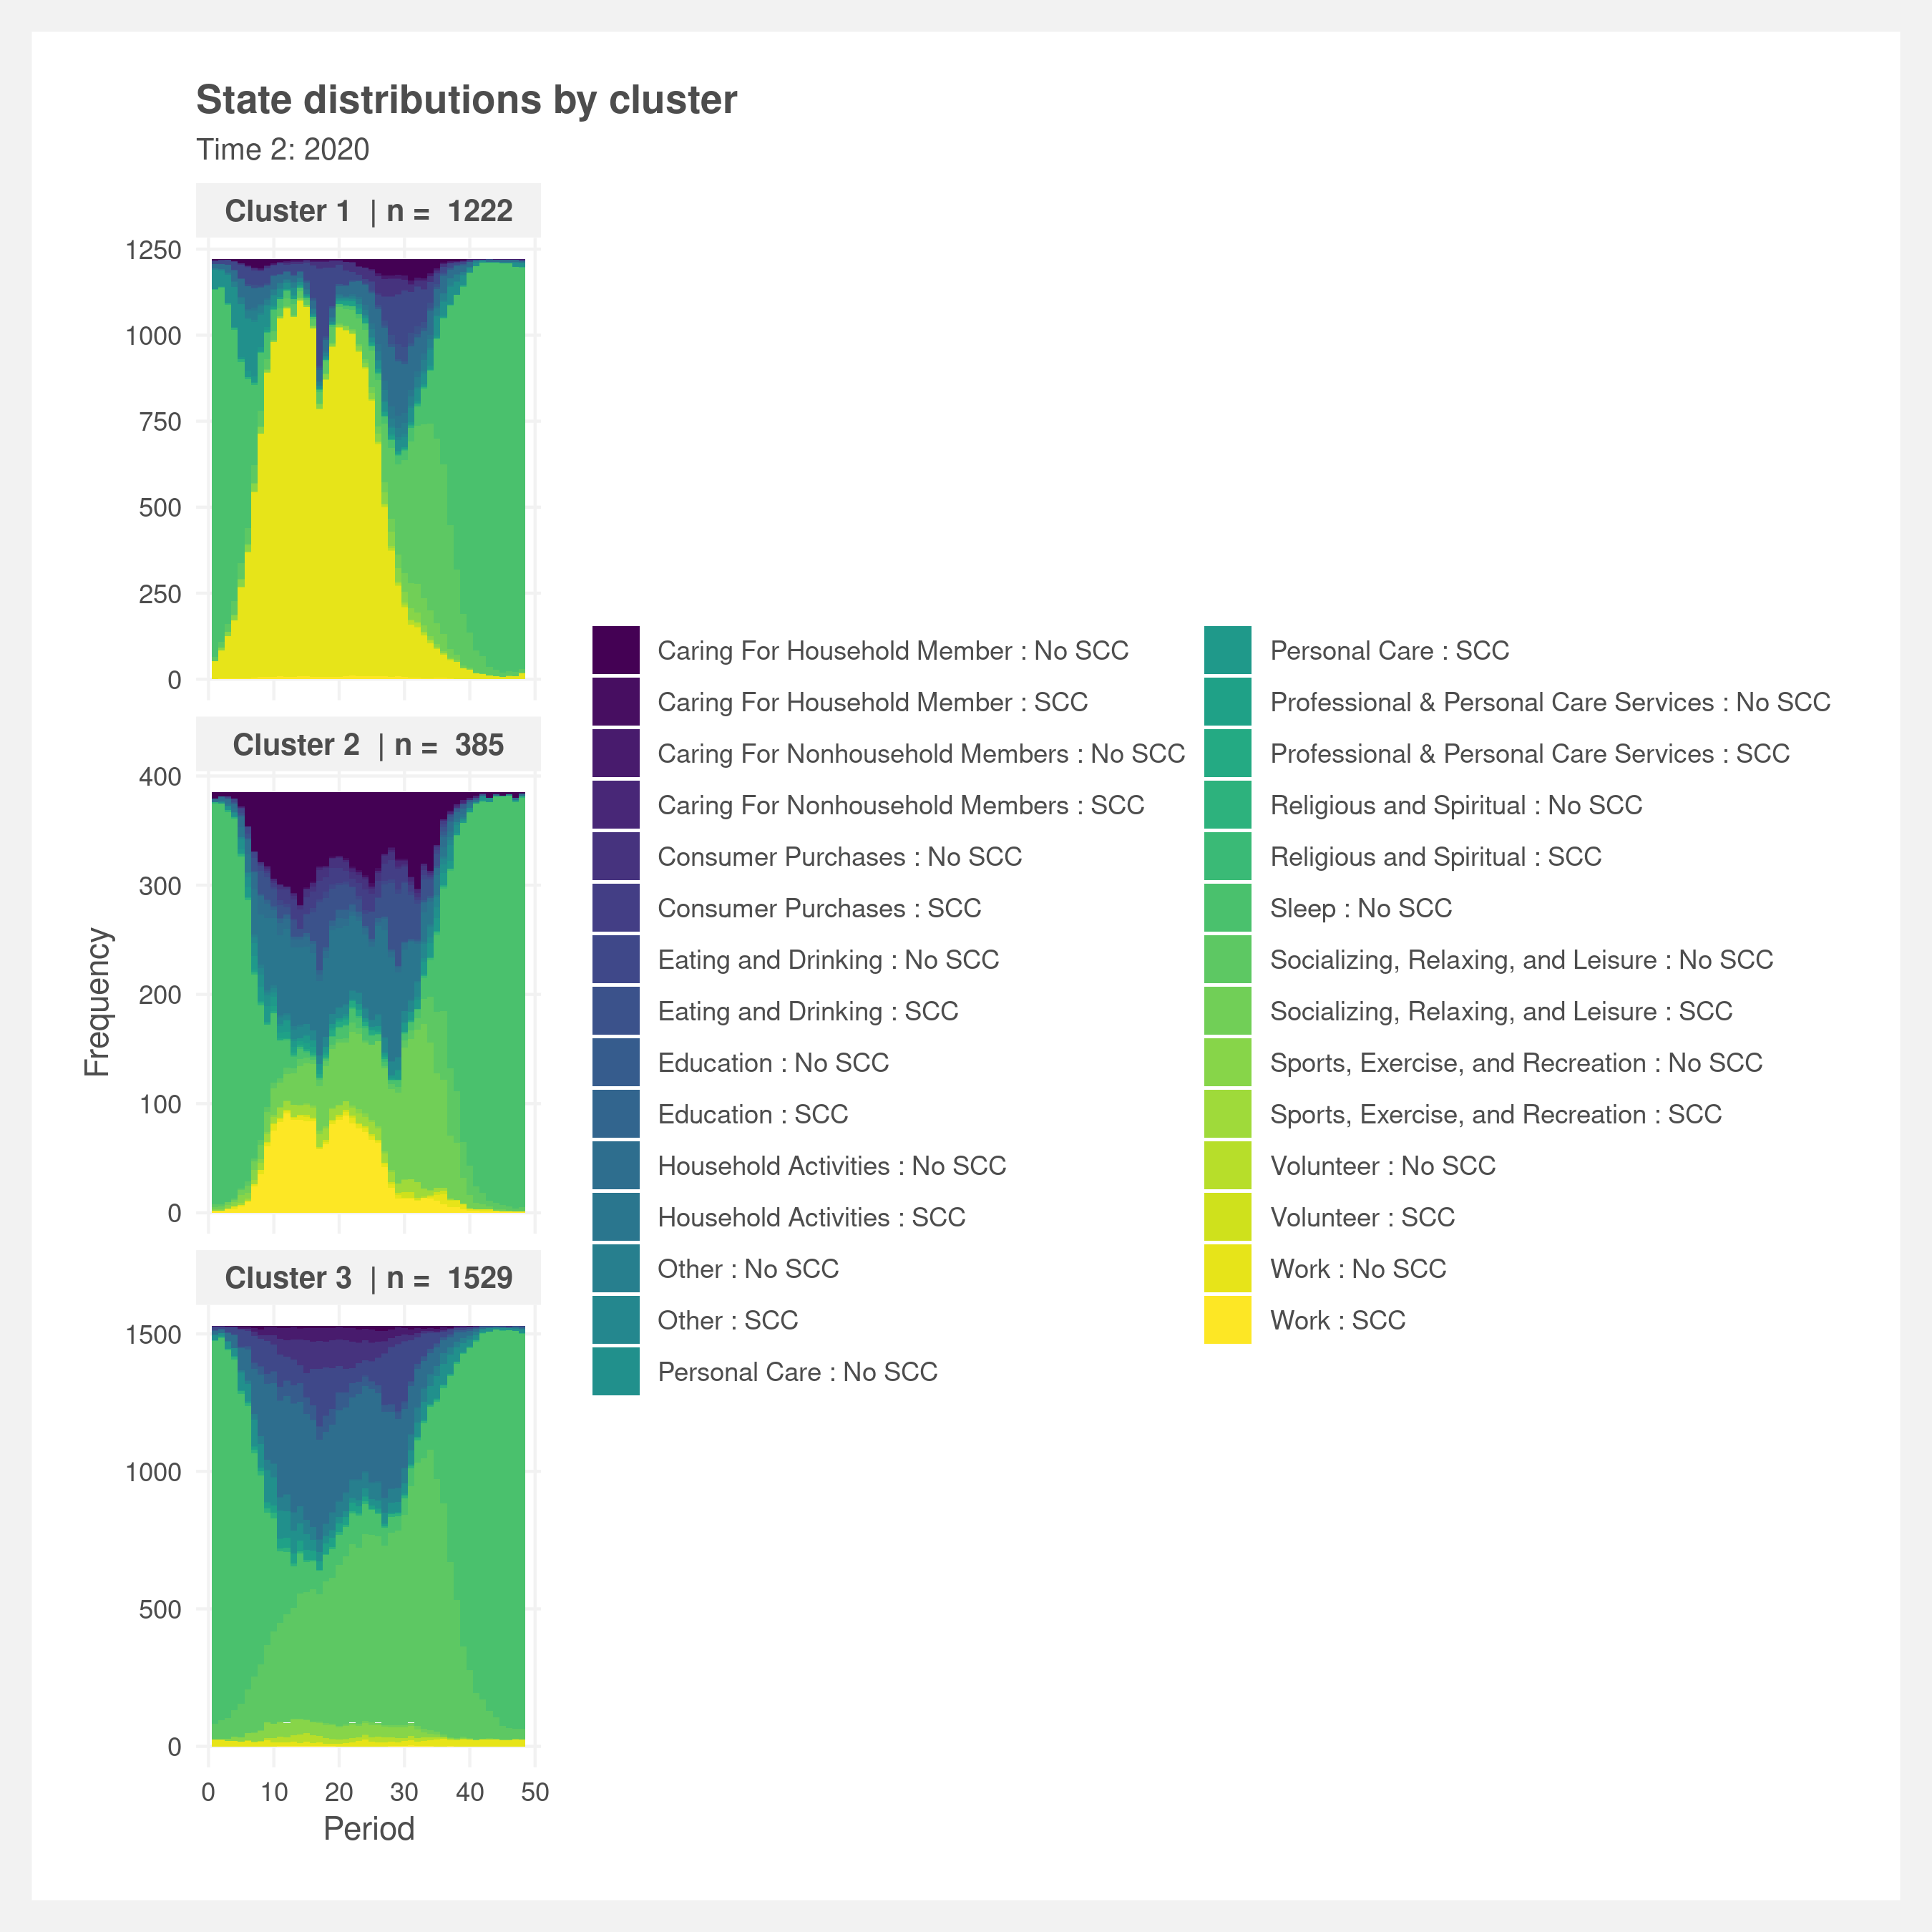 State distributions by cluster
Time 2: 2020
Cluster 1 | n = 1222
1250
1000
750
500
250
0
Cluster 2 | n = 385
400
300
200
100
0
Cluster 3 | n = 1529
1500
1000
500
0
0 10 20 30 40 50
Period
Frequency
Caring For Household Member : No SCC
Caring For Household Member : SCC
Caring For Nonhousehold Members : No SCC
Caring For Nonhousehold Members : SCC
Consumer Purchases : No SCC
Consumer Purchases : SCC
Eating and Drinking : No SCC
Eating and Drinking : SCC
Education : No SCC
Education : SCC
Household Activities : No SCC
Household Activities : SCC
Other : No SCC
Other : SCC
Personal Care : No SCC
Personal Care : SCC
Professional & Personal Care Services : No SCC
Professional & Personal Care Services : SCC
Religious and Spiritual : No SCC
Religious and Spiritual : SCC
Sleep : No SCC
Socializing, Relaxing, and Leisure : No SCC
Socializing, Relaxing, and Leisure : SCC
Sports, Exercise, and Recreation : No SCC
Sports, Exercise, and Recreation : SCC
Volunteer : No SCC
Volunteer : SCC
Work : No SCC
Work : SCC